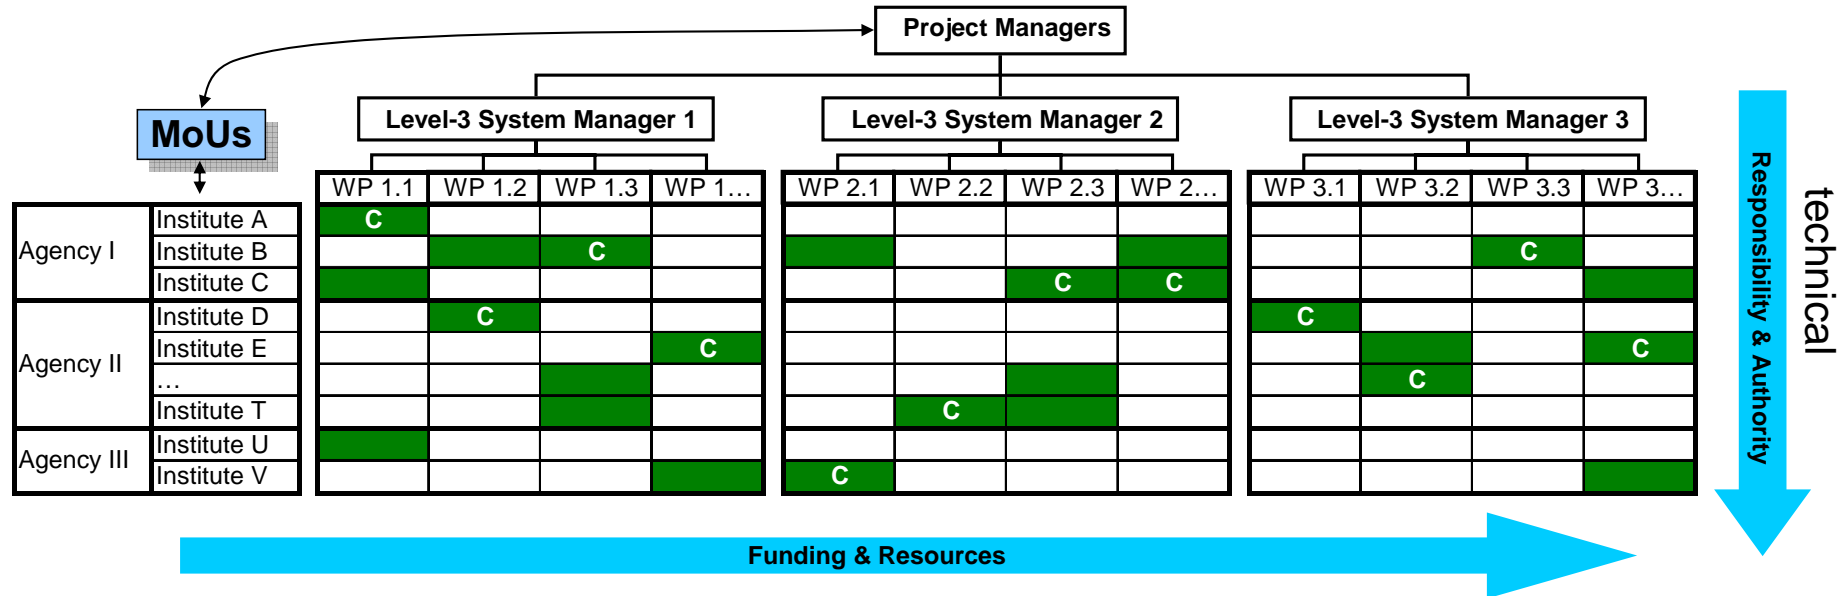 Project Managers
MoUs
Level-3 System Manager 1
Level-3 System Manager 2
Level-3 System Manager 3
WP 1.1 WP 1.2 WP 1.3 WP 1… WP 2.1 WP 2.2 WP 2.3 WP 2… WP 3.1 WP 3.2 WP 3.3 WP 3…
Agency I
Institute A C
Institute B C C
Institute C C C
Agency II
Institute D C C
Institute E C C
… C
Institute T C
Agency III
Institute U
Institute V C
Responsibility & Authority
technical
Funding & Resources